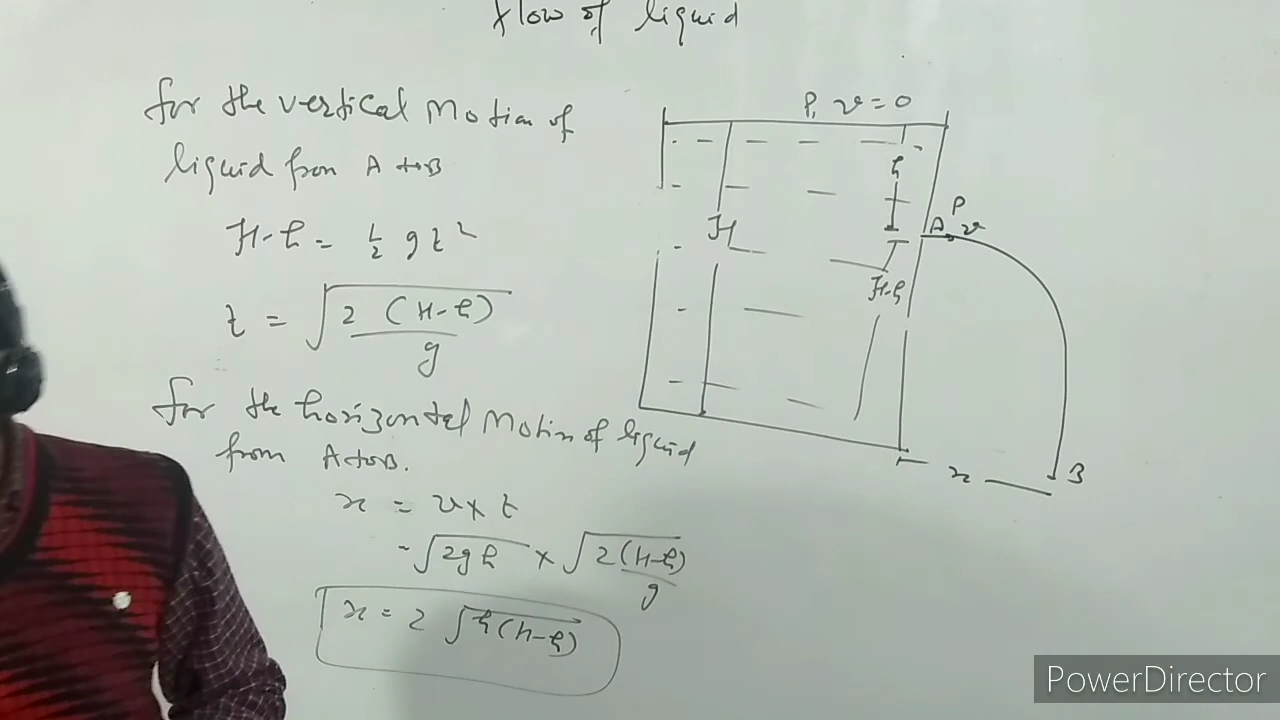 flow of liquid
for the vertical Motion of
liquid from A to B
H-h = 1/2 gt²
t = √(2(H-h)/g)
for the horizontal Motion of liquid
from A to B.
x = v × t
= √2gh × √(2(H-h)/g)
x = 2 √h(H-h)
P, v = 0
h
H
P
A, v
H-h
x
B
PowerDirector